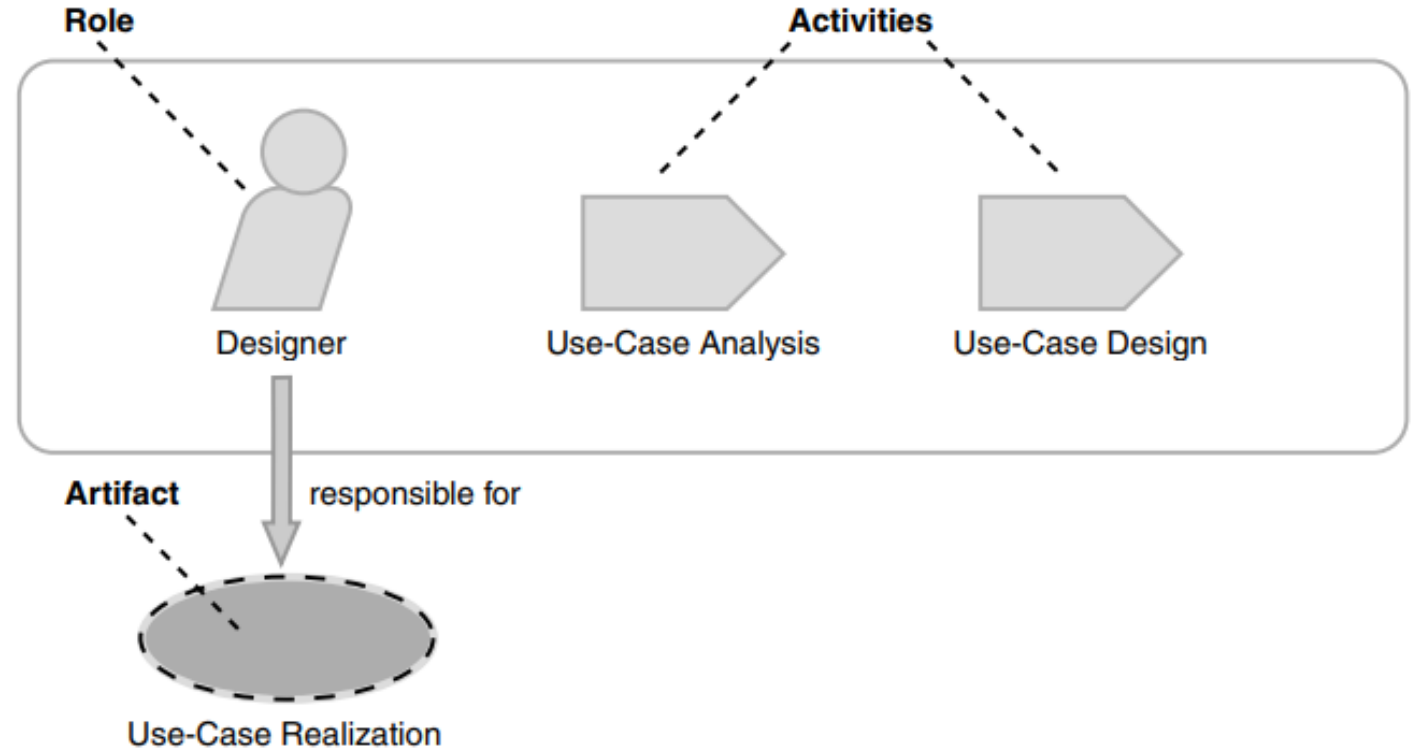 Role
Activities
Designer
Use-Case Analysis
Use-Case Design
Artifact
responsible for
Use-Case Realization